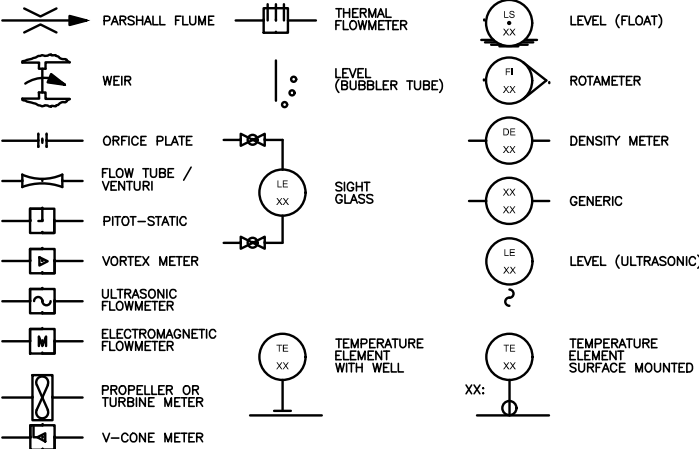 PARSHALL FLUME
WEIR
ORFICE PLATE
FLOW TUBE /
VENTURI
PITOT-STATIC
VORTEX METER
ULTRASONIC
FLOWMETER
M
ELECTROMAGNETIC
FLOWMETER
PROPELLER OR
TURBINE METER
V-CONE METER
THERMAL
FLOWMETER
LEVEL
(BUBBLER TUBE)
LE
XX
SIGHT
GLASS
TE
XX
TEMPERATURE
ELEMENT
WITH WELL
LS
XX
LEVEL (FLOAT)
FI
XX
ROTAMETER
DE
XX
DENSITY METER
XX
XX
GENERIC
LE
XX
LEVEL (ULTRASONIC)
TE
XX
XX:
TEMPERATURE
ELEMENT
SURFACE MOUNTED